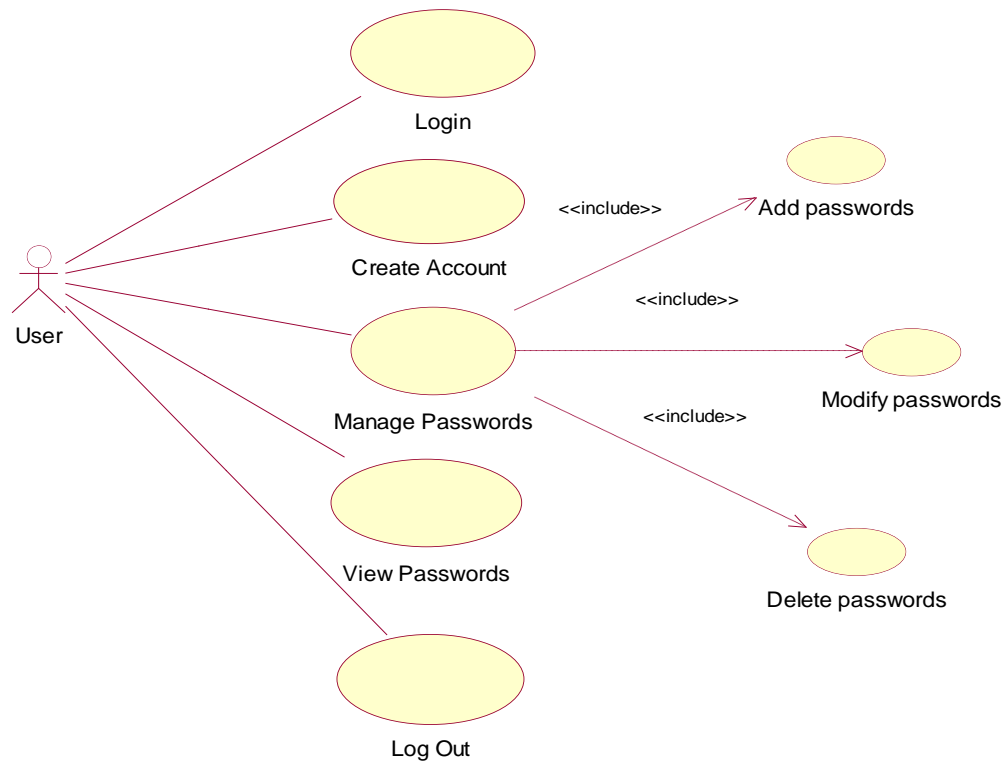 Login
<<include>>
Add passwords
Create Account
<<include>>
User
Modify passwords
Manage Passwords
<<include>>
View Passwords
Delete passwords
Log Out